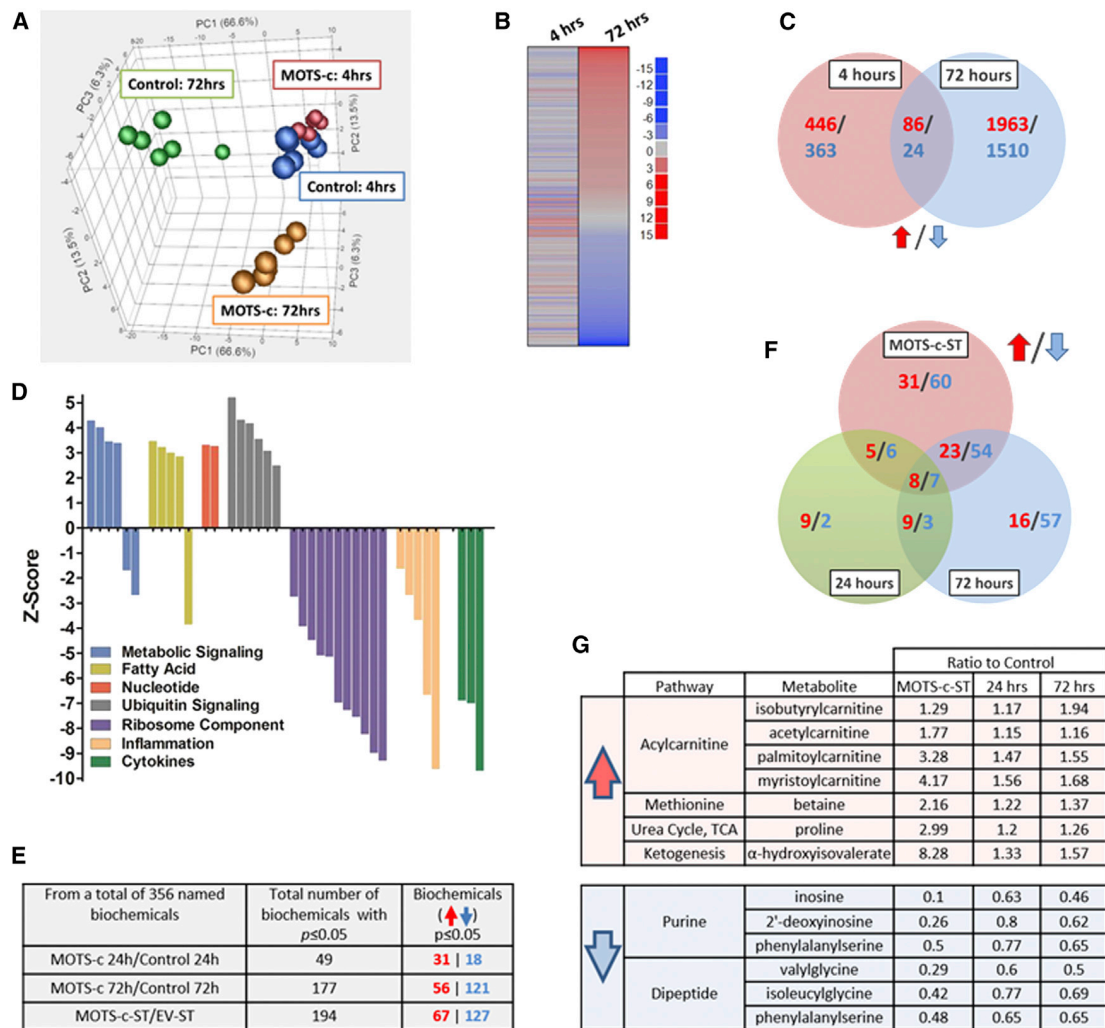 A
PC1 (66.6%)
PC3 (6.3%)
PC2 (13.5%)
Control: 72hrs
MOTS-c: 4hrs
Control: 4hrs
MOTS-c: 72hrs
PC2 (13.5%)
PC3 (6.3%)
PC1 (66.6%)
B
4 hrs
72 hrs
-15
-12
-9
-6
-3
0
3
6
9
12
15
C
4 hours
72 hours
446/
363
86/
24
1963/
1510
/
D
Z-Score
5
4
3
2
1
0
-1
-2
-3
-4
-5
-6
-7
-8
-9
-10
Metabolic Signaling
Fatty Acid
Nucleotide
Ubiquitin Signaling
Ribosome Component
Inflammation
Cytokines
F
MOTS-c-ST
/
31/60
5/6
23/54
8/7
9/2
9/3
16/57
24 hours
72 hours
E
From a total of 356 named biochemicals Total number of biochemicals with p≤0.05 Biochemicals ( ) p≤0.05
MOTS-c 24h/Control 24h 49 31 | 18
MOTS-c 72h/Control 72h 177 56 | 121
MOTS-c-ST/EV-ST 194 67 | 127
G
Ratio to Control
Pathway Metabolite MOTS-c-ST 24 hrs 72 hrs
Acylcarnitine isobutyrylcarnitine 1.29 1.17 1.94
acetylcarnitine 1.77 1.15 1.16
palmitoylcarnitine 3.28 1.47 1.55
myristoylcarnitine 4.17 1.56 1.68
Methionine betaine 2.16 1.22 1.37
Urea Cycle, TCA proline 2.99 1.2 1.26
Ketogenesis α-hydroxyisovalerate 8.28 1.33 1.57
Purine inosine 0.1 0.63 0.46
2'-deoxyinosine 0.26 0.8 0.62
phenylalanylserine 0.5 0.77 0.65
Dipeptide valylglycine 0.29 0.6 0.5
isoleucylglycine 0.42 0.77 0.69
phenylalanylserine 0.48 0.65 0.65